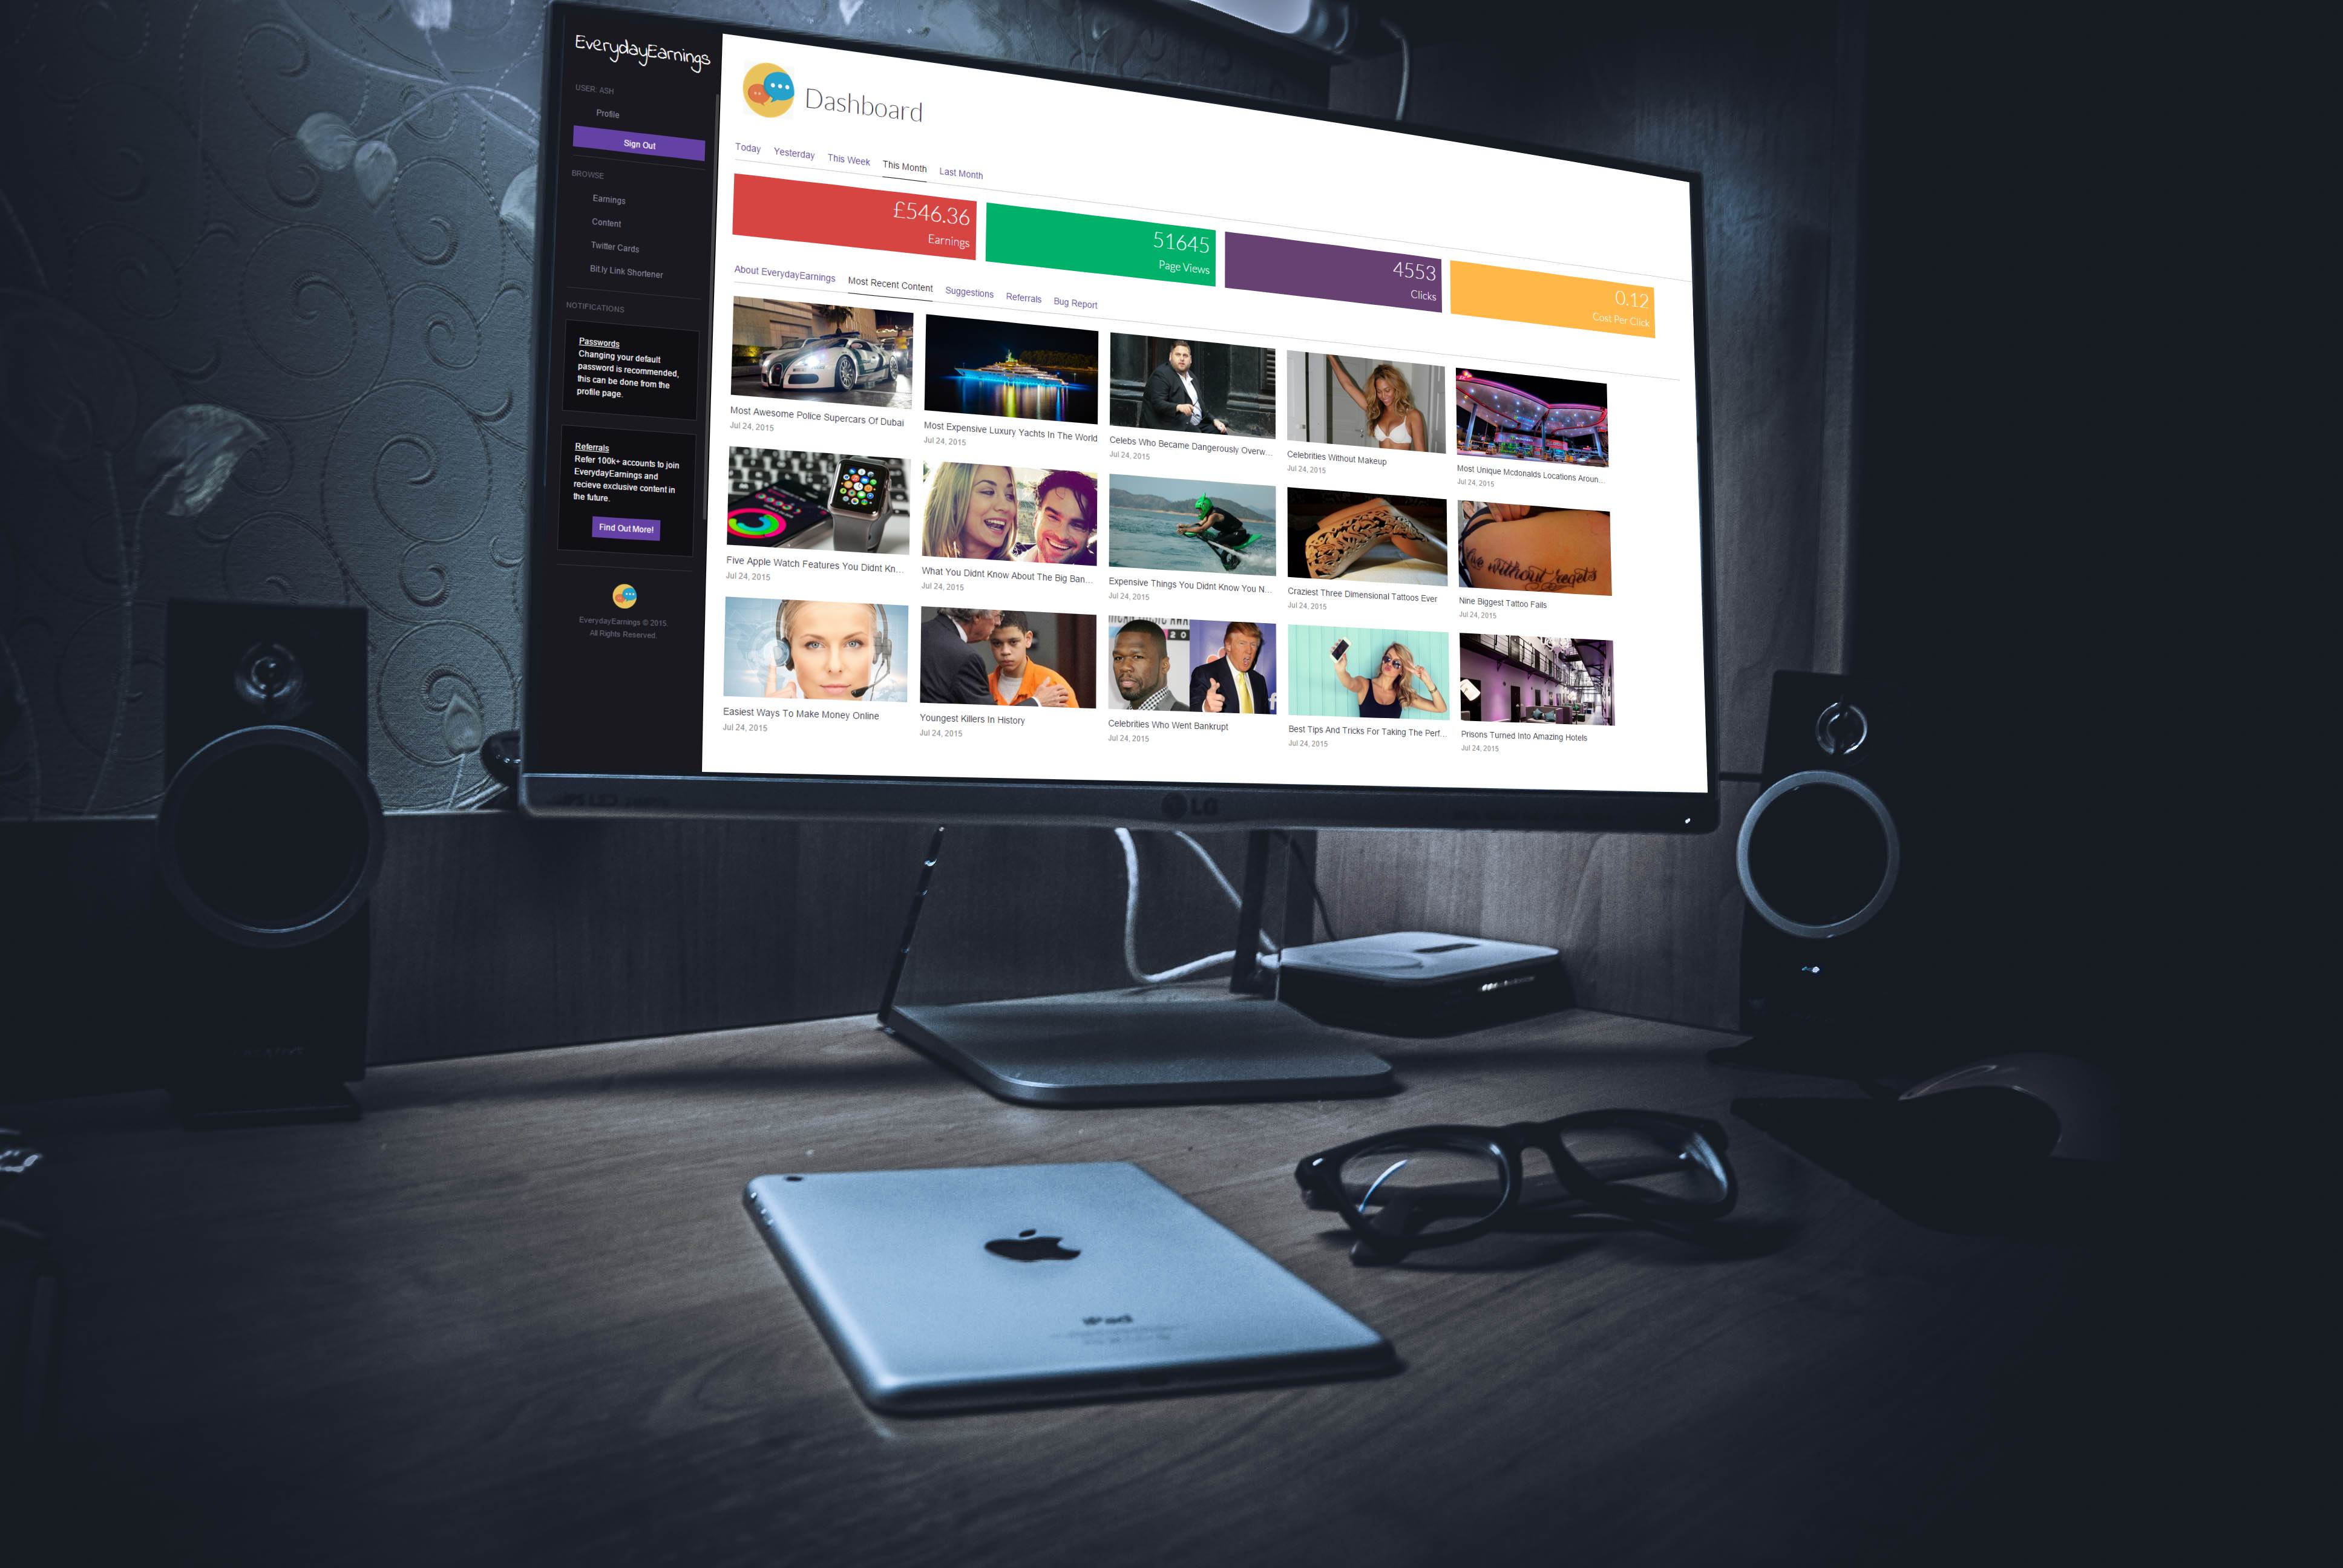 EverydayEarnings
USER: ASH
Profile
Sign Out
BROWSE
Earnings
Content
Twitter Cards
Bit.ly Link Shortener
NOTIFICATIONS
Passwords
Changing your default
password is recommended,
this can be done from the
profile page.
Referrals
Refer 100k+ accounts to join
EverydayEarnings and
recieve exclusive content in
the future.
Find Out More!
EverydayEarnings © 2015.
All Rights Reserved.
Dashboard
Today Yesterday This Week This Month Last Month
£546.36
Earnings
51645
Page Views
4553
Clicks
0.12
Cost Per Click
About EverydayEarnings Most Recent Content Suggestions Referrals Bug Report
Most Awesome Police Supercars Of Dubai
Jul 24, 2015
Most Expensive Luxury Yachts In The World
Jul 24, 2015
Celebs Who Became Dangerously Overw...
Jul 24, 2015
Celebrities Without Makeup
Jul 24, 2015
Most Unique Mcdonalds Locations Aroun...
Jul 24, 2015
Five Apple Watch Features You Didnt Kn...
Jul 24, 2015
What You Didnt Know About The Big Ban...
Jul 24, 2015
Expensive Things You Didnt Know You N...
Jul 24, 2015
Craziest Three Dimensional Tattoos Ever
Jul 24, 2015
live without regets
Nine Biggest Tattoo Fails
Jul 24, 2015
Easiest Ways To Make Money Online
Jul 24, 2015
Youngest Killers In History
Jul 24, 2015
20
Celebrities Who Went Bankrupt
Jul 24, 2015
Best Tips And Tricks For Taking The Perf...
Jul 24, 2015
Prisons Turned Into Amazing Hotels
Jul 24, 2015
LG
iPad